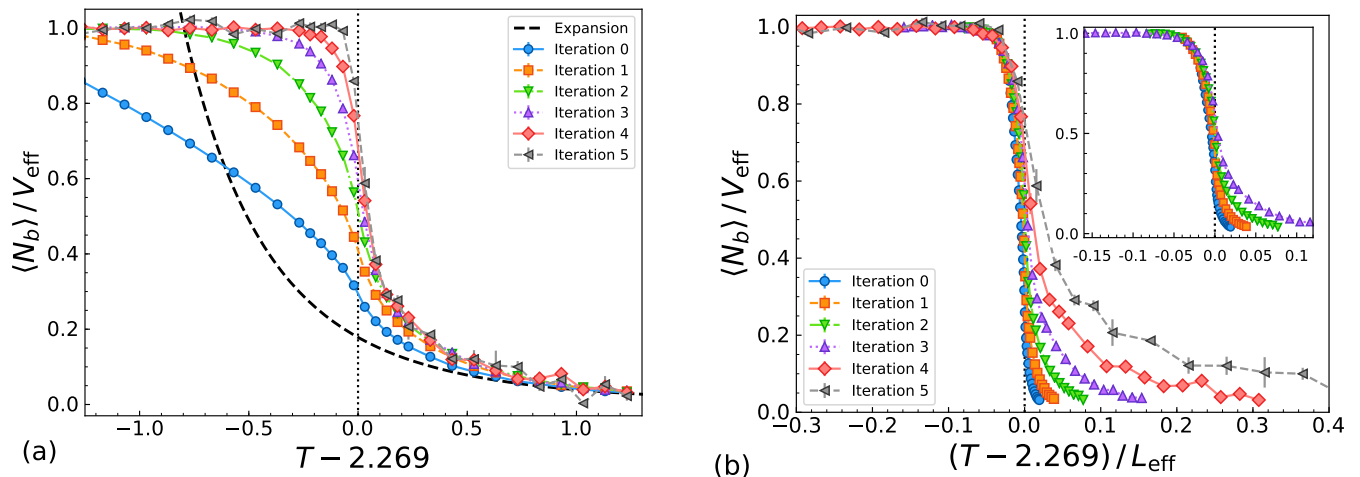 ⟨N_b⟩ / V_eff
1.0
0.8
0.6
0.4
0.2
0.0
−1.0
−0.5
0.0
0.5
1.0
T − 2.269
(a)
Expansion
Iteration 0
Iteration 1
Iteration 2
Iteration 3
Iteration 4
Iteration 5
⟨N_b⟩ / V_eff
1.0
0.8
0.6
0.4
0.2
0.0
−0.3
−0.2
−0.1
0.0
0.1
0.2
0.3
0.4
(T − 2.269) / L_eff
(b)
Iteration 0
Iteration 1
Iteration 2
Iteration 3
Iteration 4
Iteration 5
1.0
0.5
0.0
-0.15
-0.10
-0.05
0.0
0.05
0.1